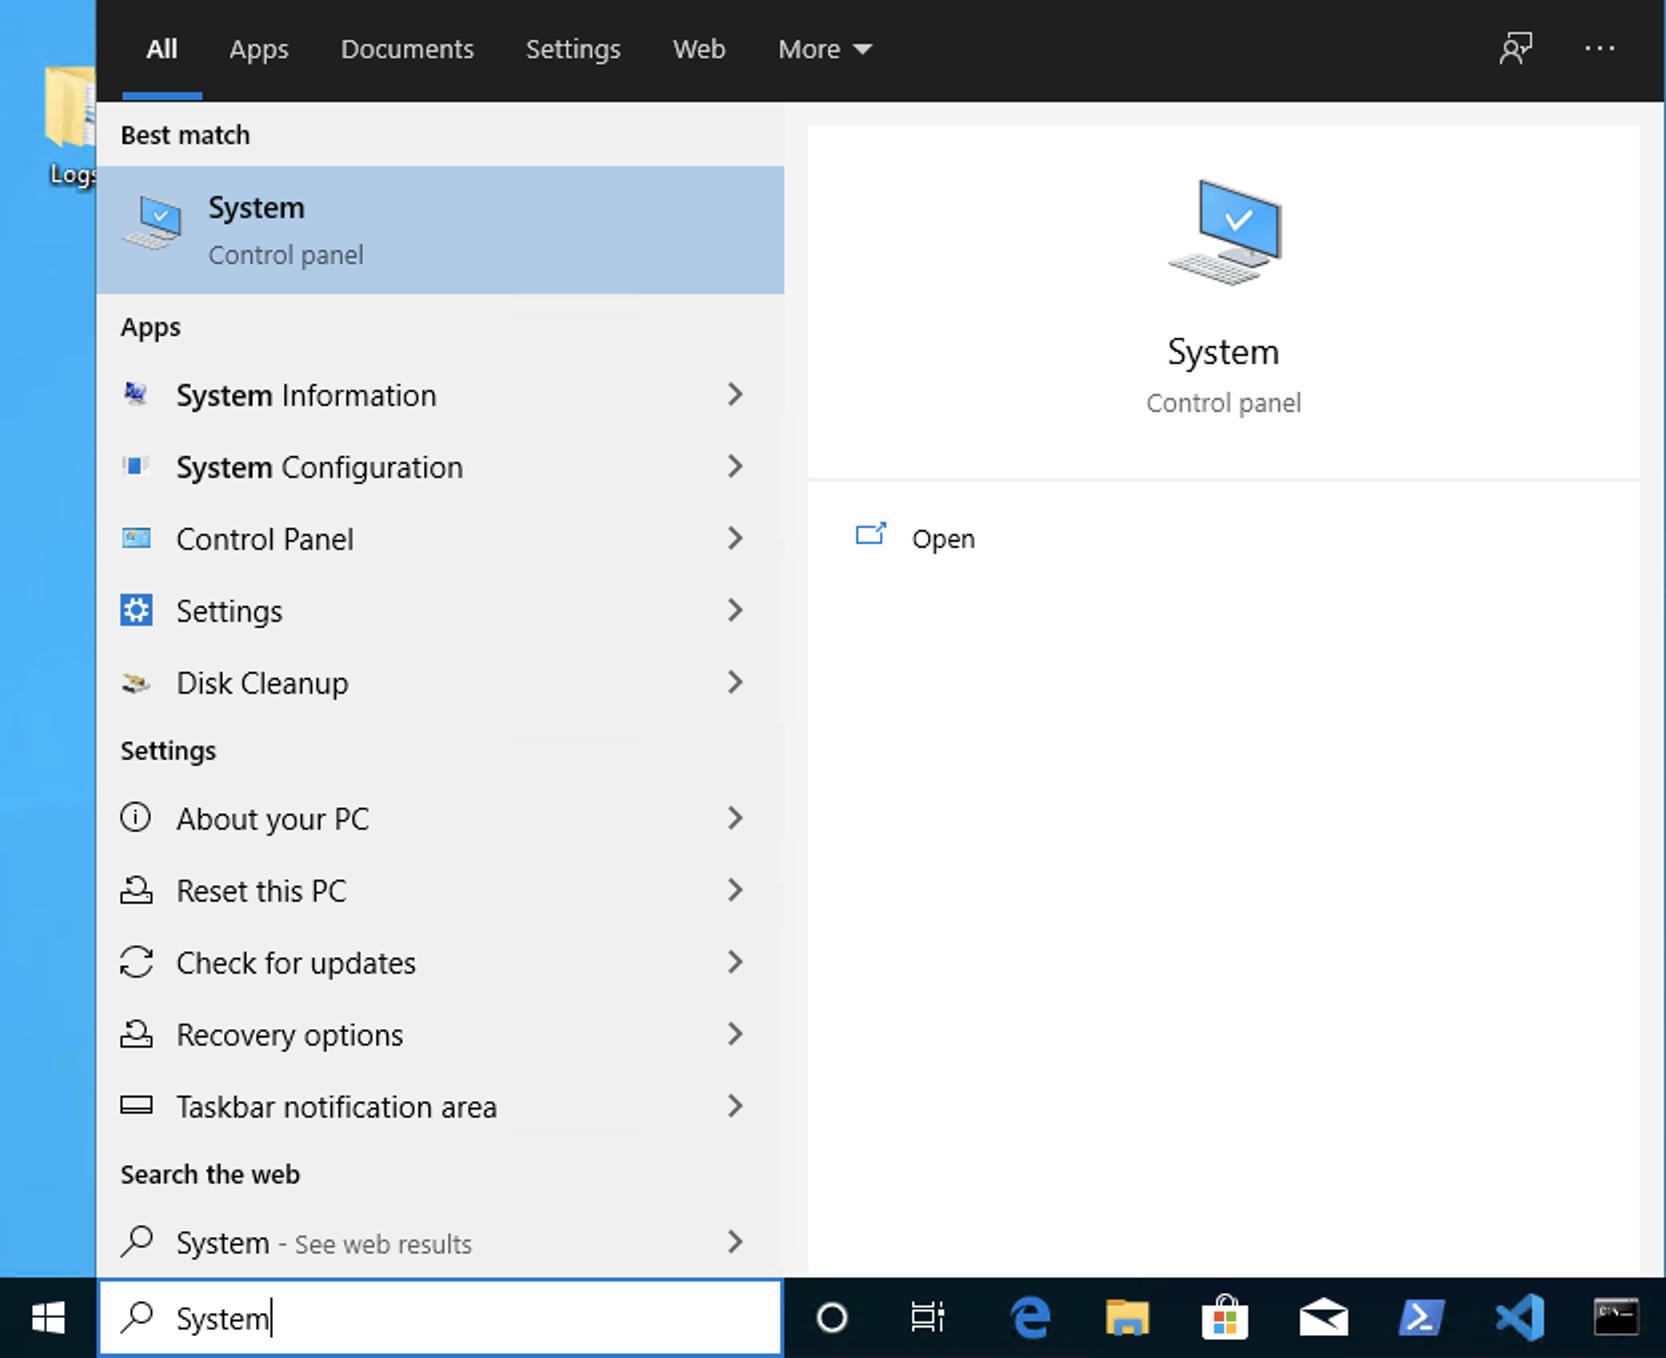 All Apps Documents Settings Web More
Logs
Best match
System
Control panel
Apps
System Information
System Configuration
Control Panel
Settings
Disk Cleanup
Settings
About your PC
Reset this PC
Check for updates
Recovery options
Taskbar notification area
Search the web
System - See web results
System
System
Control panel
Open